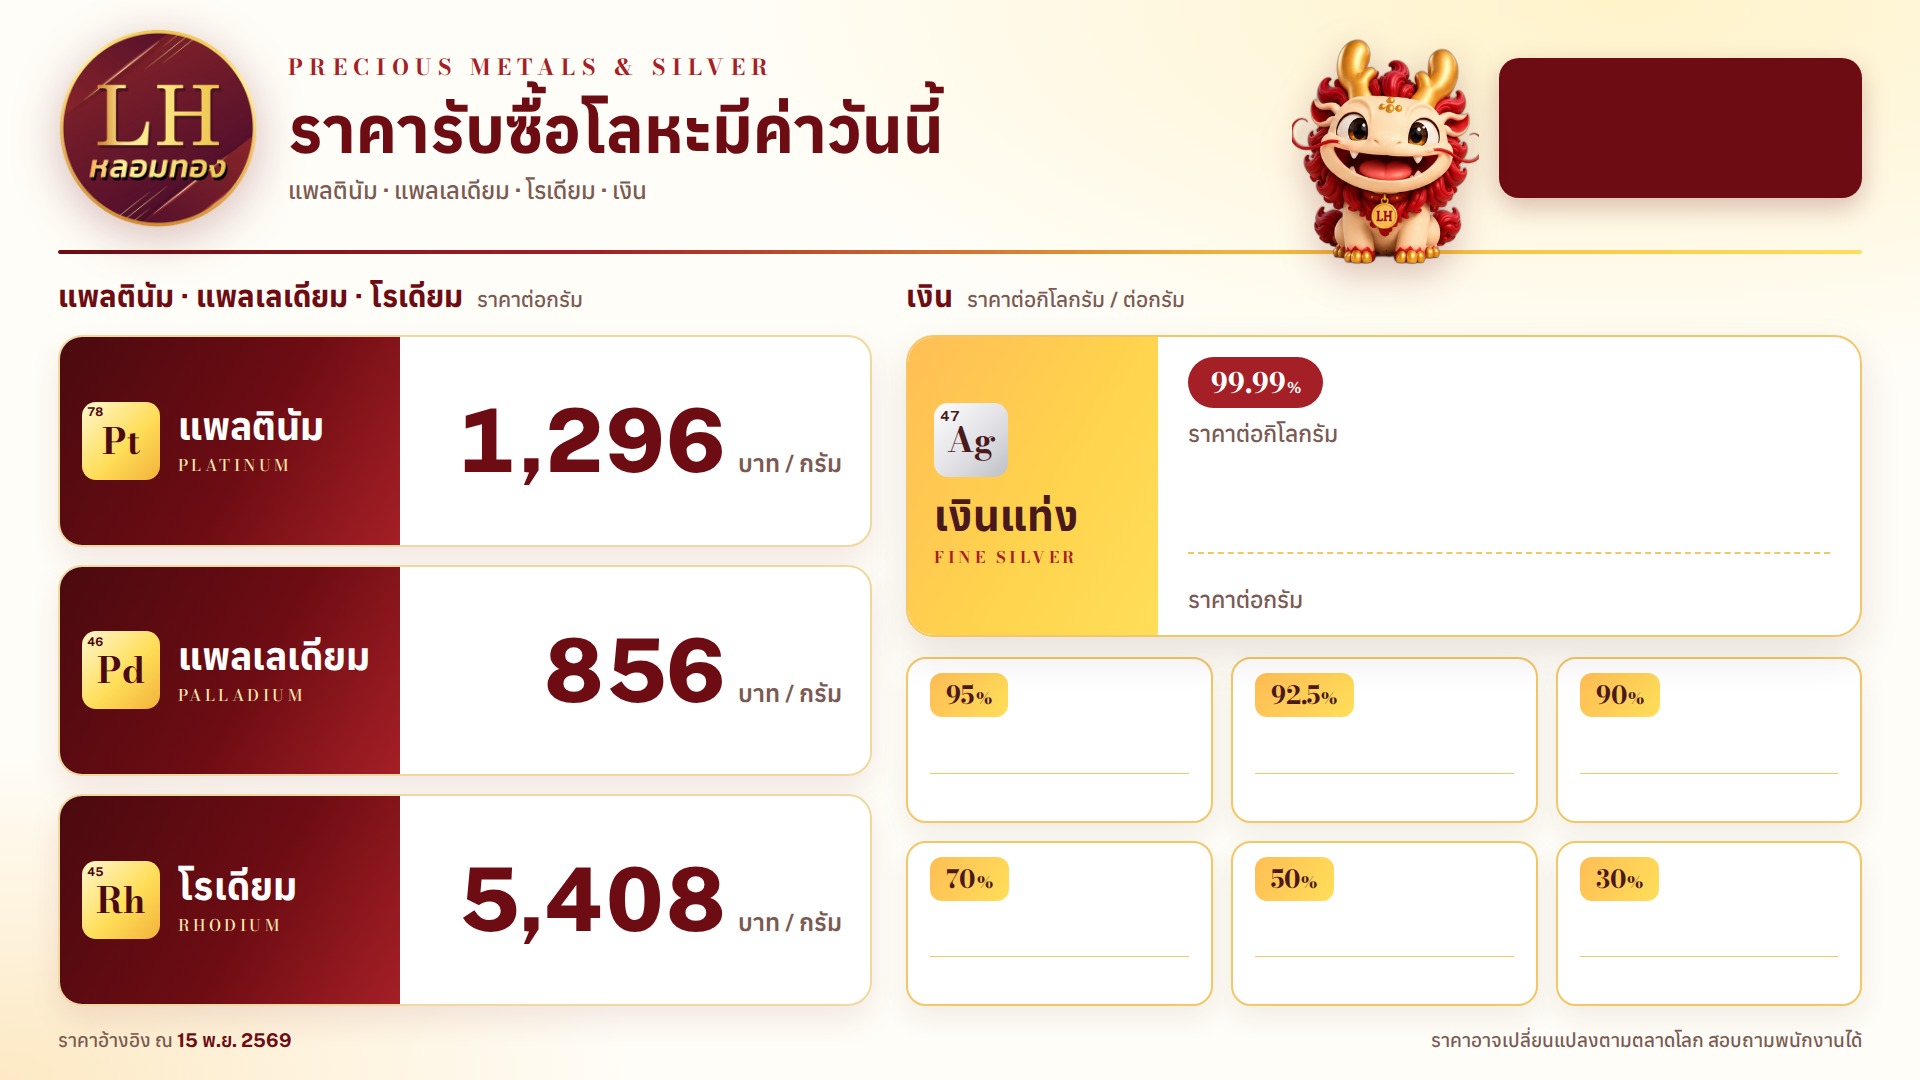 LH
หลอมทอง
PRECIOUS METALS & SILVER
ราคารับซื้อโลหะมีค่าวันนี้
แพลตินัม · แพลเลเดียม · โรเดียม · เงิน
LH
แพลตินัม · แพลเลเดียม · โรเดียม ราคาต่อกรัม
78
Pt
แพลตินัม
PLATINUM
1,296 บาท / กรัม
46
Pd
แพลเลเดียม
PALLADIUM
856 บาท / กรัม
45
Rh
โรเดียม
RHODIUM
5,408 บาท / กรัม
เงิน ราคาต่อกิโลกรัม / ต่อกรัม
47
Ag
เงินแท่ง
FINE SILVER
99.99%
ราคาต่อกิโลกรัม
ราคาต่อกรัม
95%
92.5%
90%
70%
50%
30%
ราคาอ้างอิง ณ 15 พ.ย. 2569
ราคาอาจเปลี่ยนแปลงตามตลาดโลก สอบถามพนักงานได้